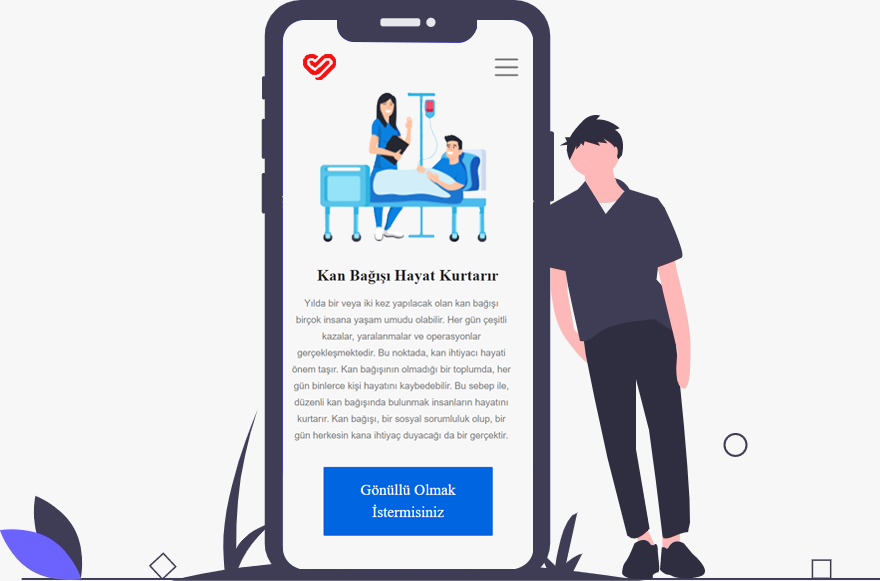 Kan Bağışı Hayat Kurtarır
Yılda bir veya iki kez yapılacak olan kan bağışı
birçok insana yaşam umudu olabilir. Her gün çeşitli
kazalar, yaralanmalar ve operasyonlar
gerçekleşmektedir. Bu noktada, kan ihtiyacı hayati
önem taşır. Kan bağışının olmadığı bir toplumda, her
gün binlerce kişi hayatını kaybedebilir. Bu sebep ile,
düzenli kan bağışında bulunmak insanların hayatını
kurtarır. Kan bağışı, bir sosyal sorumluluk olup, bir
gün herkesin kana ihtiyaç duyacağı da bir gerçektir.
Gönüllü Olmak
İstermisiniz